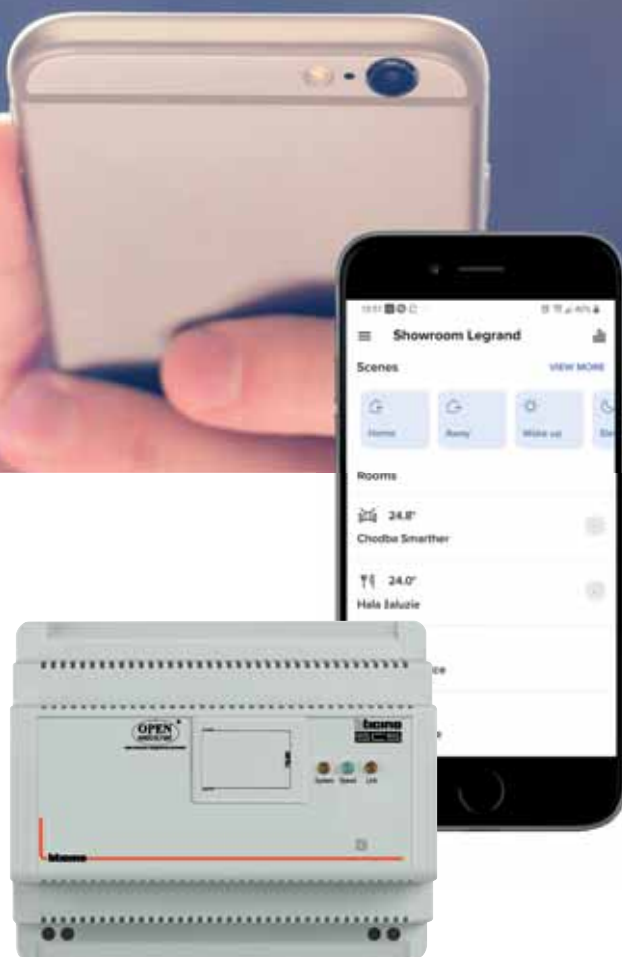 Showroom Legrand
Scenes
VIEW MORE
Home
Away
Wake up
Rooms
24.8°
Chodba Smarther
24.0°
Hala žaluzie
OPEN
bticino
System
Speed
Link
bticino